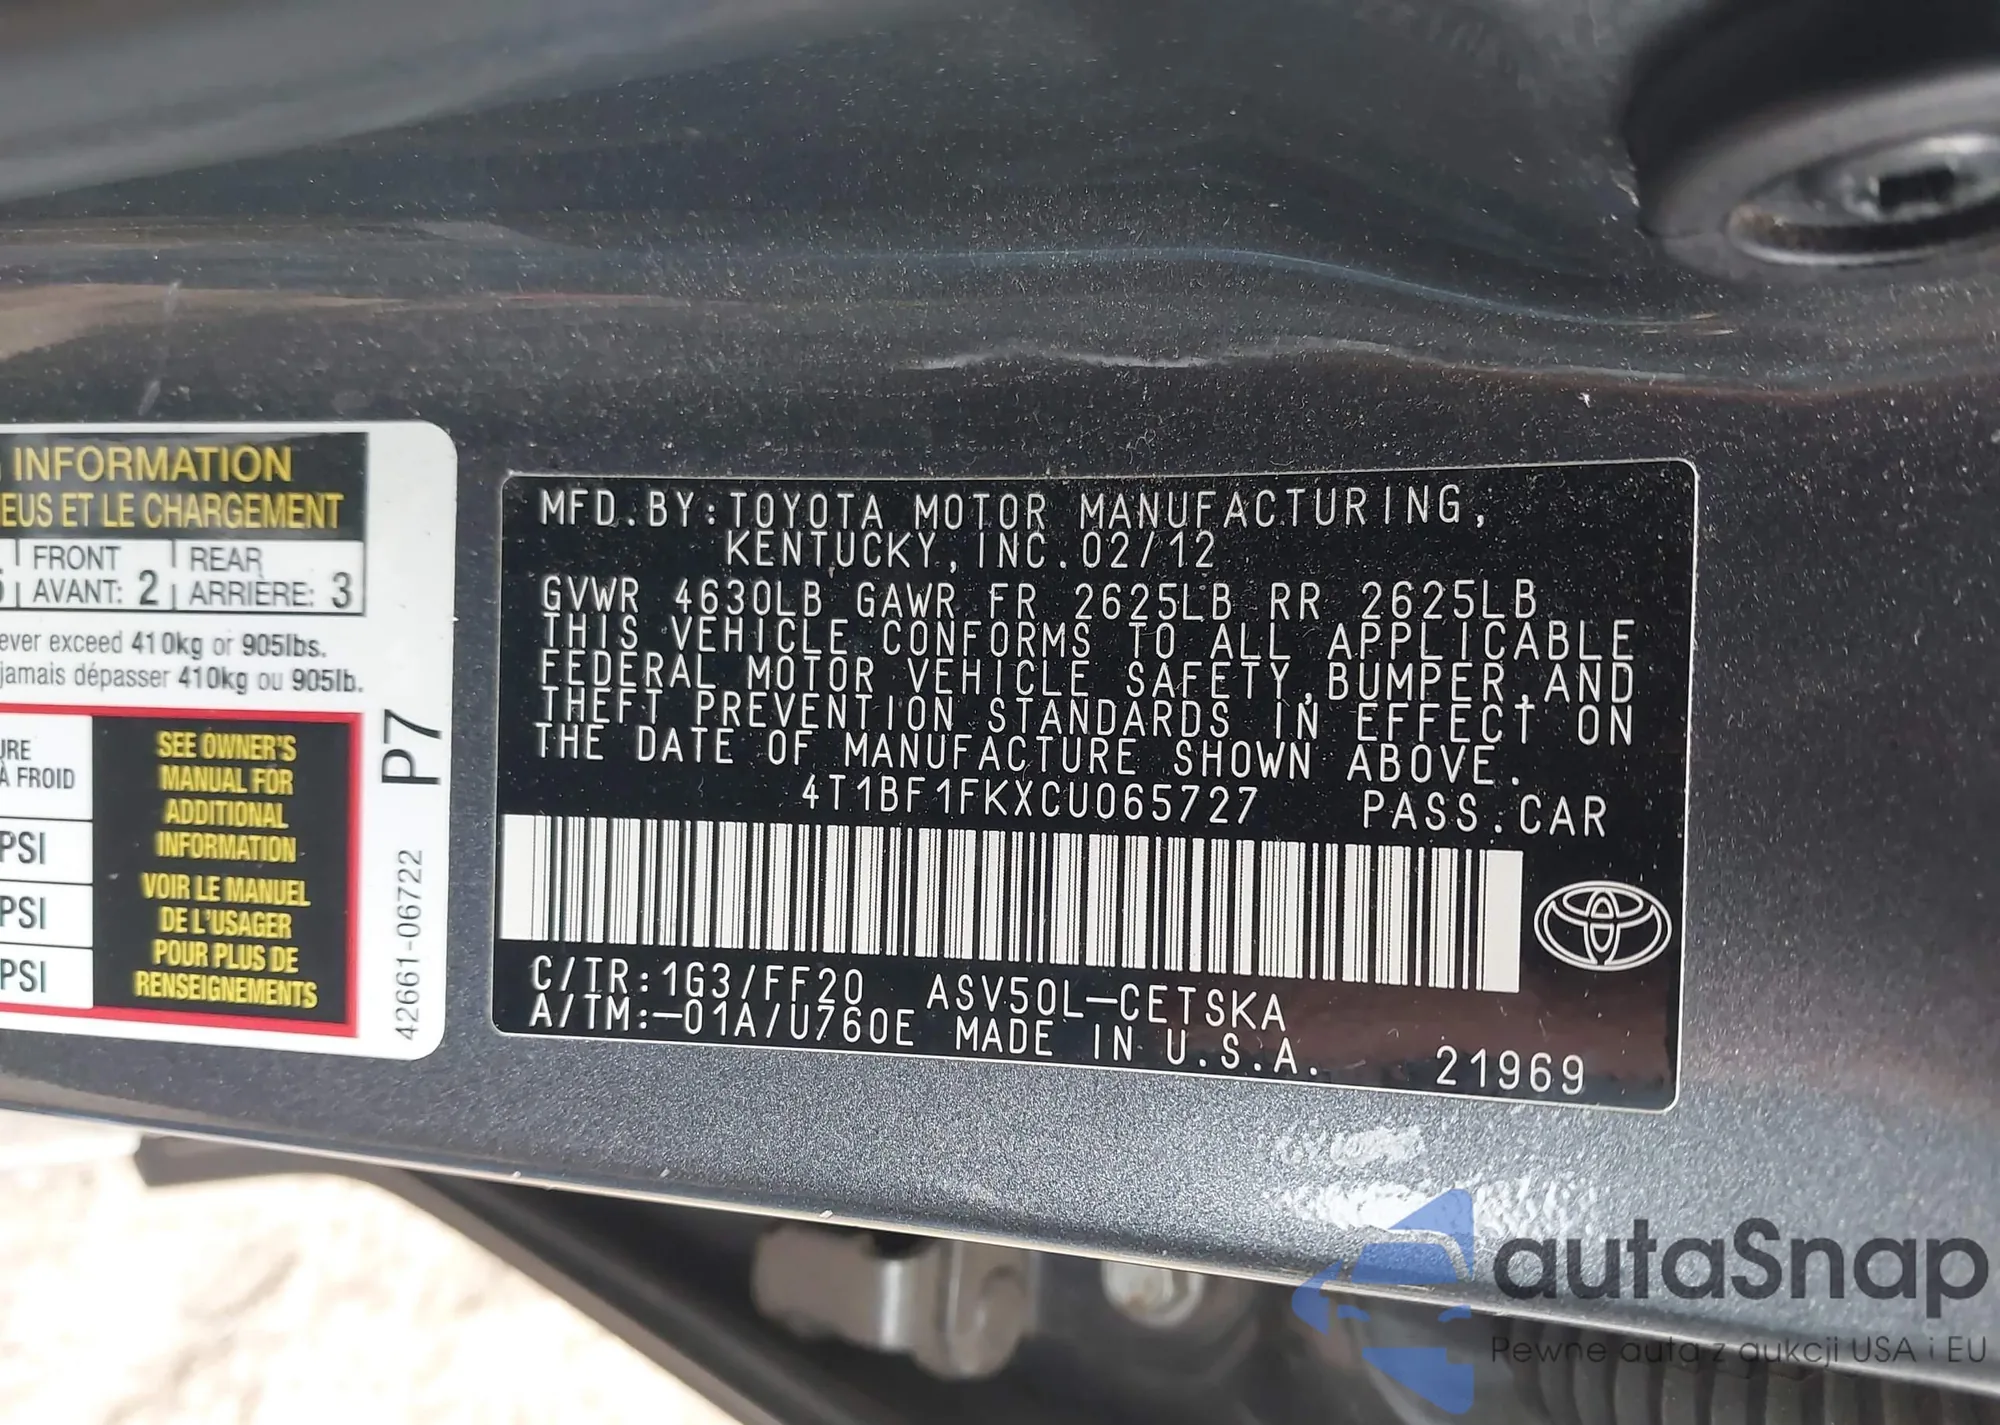 INFORMATION
EUS ET LE CHARGEMENT
FRONT REAR
AVANT: 2 ARRIÈRE: 3
ever exceed 410kg or 905lbs.
jamais dépasser 410kg ou 905lb.
URE
À FROID
PSI
PSI
PSI
SEE OWNER'S
MANUAL FOR
ADDITIONAL
INFORMATION
VOIR LE MANUEL
DE L'USAGER
POUR PLUS DE
RENSEIGNEMENTS
P7
42661-06722
MFD.BY:TOYOTA MOTOR MANUFACTURING,
KENTUCKY,INC.02/12
GVWR 4630LB GAWR FR 2625LB RR 2625LB
THIS VEHICLE CONFORMS TO ALL APPLICABLE
FEDERAL MOTOR VEHICLE SAFETY,BUMPER,AND
THEFT PREVENTION STANDARDS IN EFFECT ON
THE DATE OF MANUFACTURE SHOWN ABOVE.
4T1BF1FKXCU065727 PASS.CAR
C/TR:1G3/FF20 ASV50L-CETSKA
A/TM:-01A/U760E MADE IN U.S.A. 21969
autaSnap
Pewne auta z aukcji USA i EU